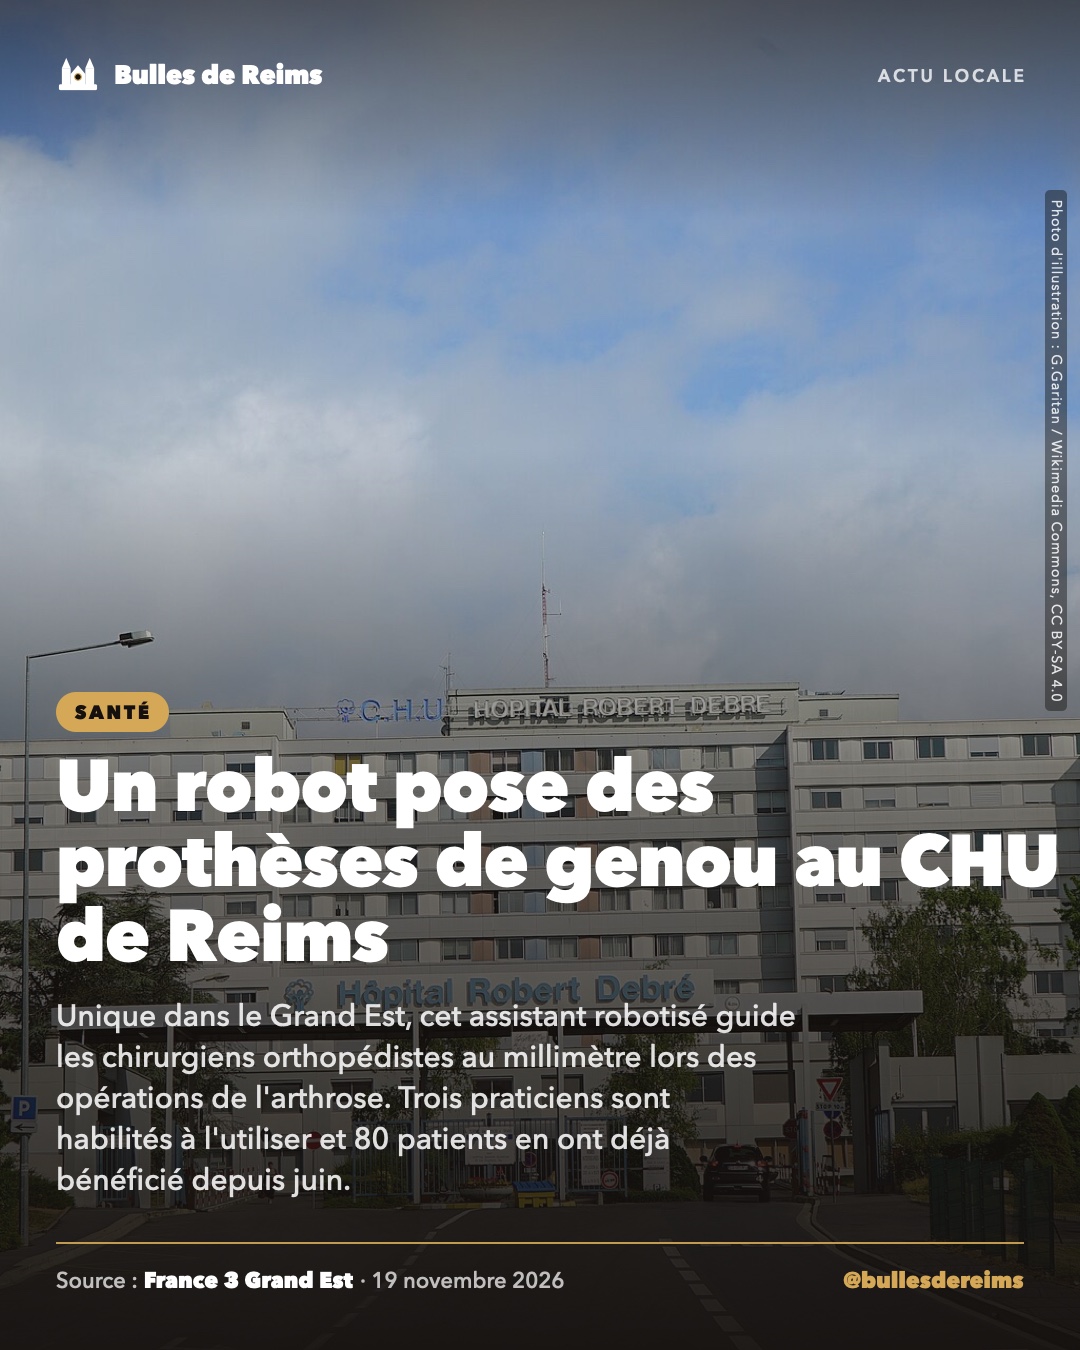 Bulles de Reims
ACTU LOCALE
Photo d'illustration : G.Garitan / Wikimedia Commons, CC BY-SA 4.0
C.H.U
HOPITAL ROBERT DEBRE
SANTÉ
Un robot pose des
prothèses de genou au CHU
de Reims
Hôpital Robert Debré
Unique dans le Grand Est, cet assistant robotisé guide
les chirurgiens orthopédistes au millimètre lors des
opérations de l'arthrose. Trois praticiens sont
habilités à l'utiliser et 80 patients en ont déjà
bénéficié depuis juin.
P
Source : France 3 Grand Est · 19 novembre 2026
@bullesdereims